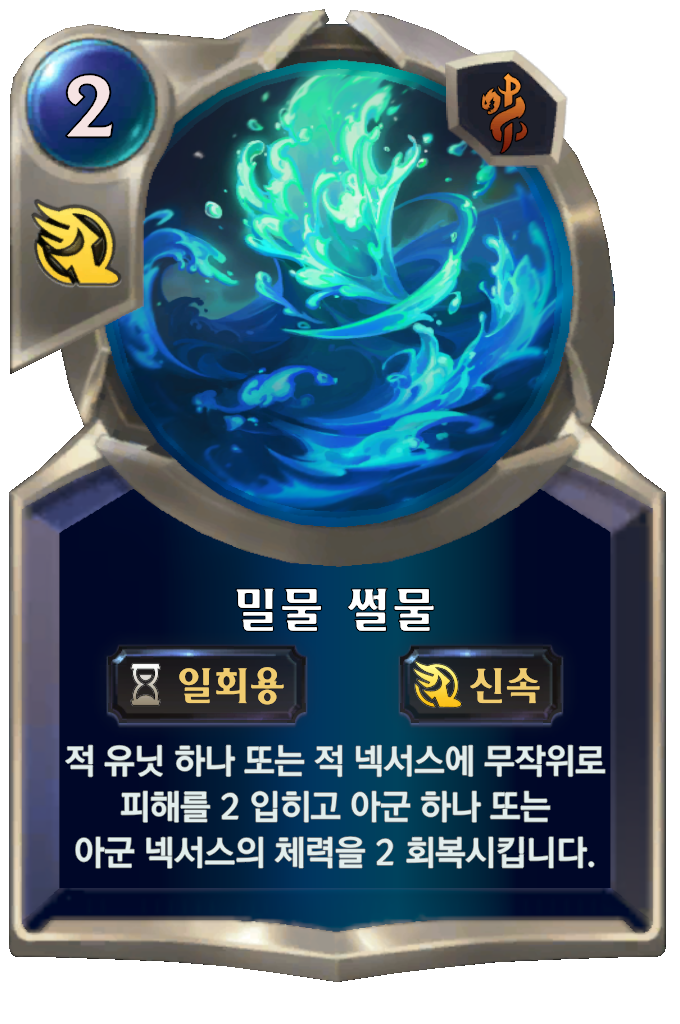 2
밀물 썰물
일회용
신속
적 유닛 하나 또는 적 넥서스에 무작위로
피해를 2 입히고 아군 하나 또는
아군 넥서스의 체력을 2 회복시킵니다.